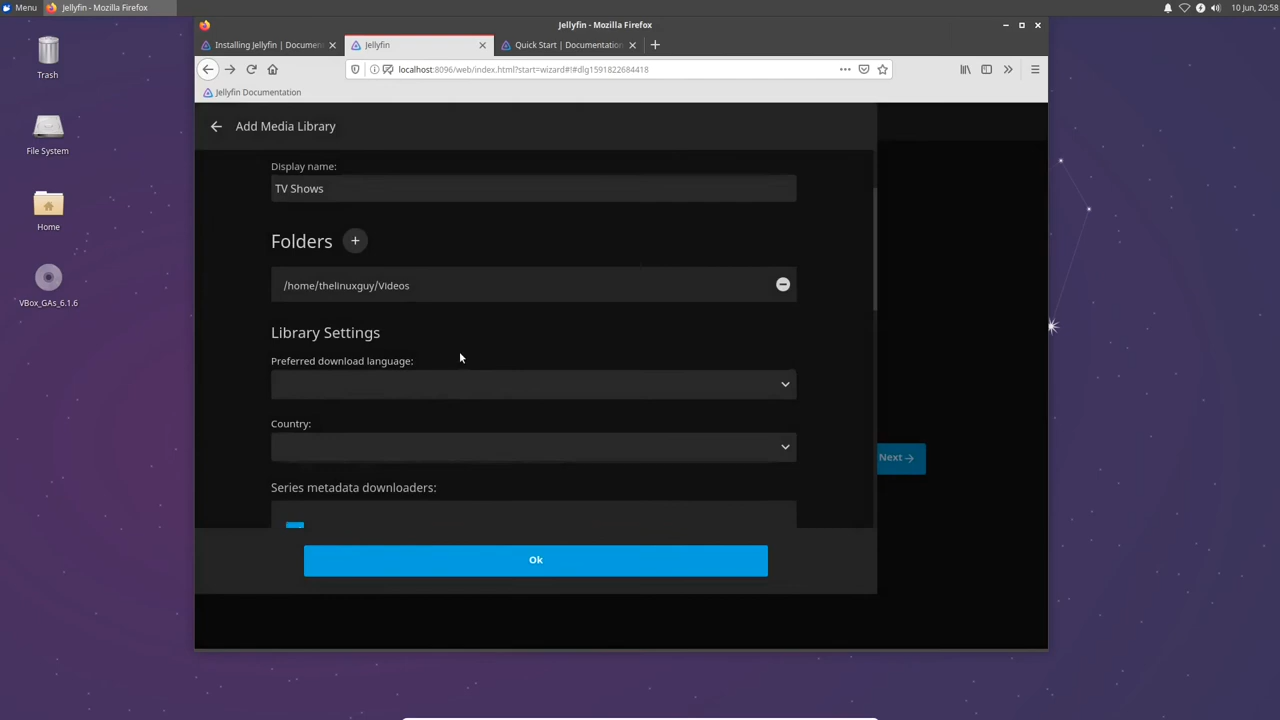 Menu
Jellyfin - Mozilla Firefox
10 Jun, 20:58
Trash
File System
Home
VBox_GAs_6.1.6
Jellyfin - Mozilla Firefox
Installing Jellyfin | Documen
Jellyfin
Quick Start | Documentation
localhost:8096/web/index.html?start=wizard#!#dlg1591822684418
Jellyfin Documentation
Add Media Library
Display name:
TV Shows
Folders
/home/thelinuxguy/Videos
Library Settings
Preferred download language:
Country:
Next
Series metadata downloaders:
Ok